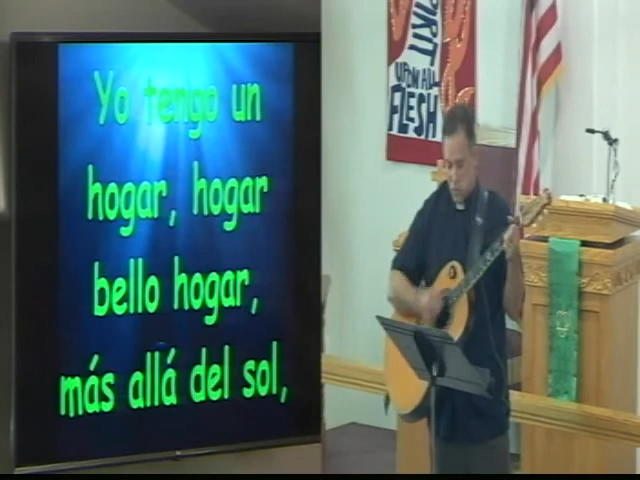 Yo tengo un
hogar, hogar
bello hogar,
más allá del sol,
SPIRIT
UPON ALL
FLESH